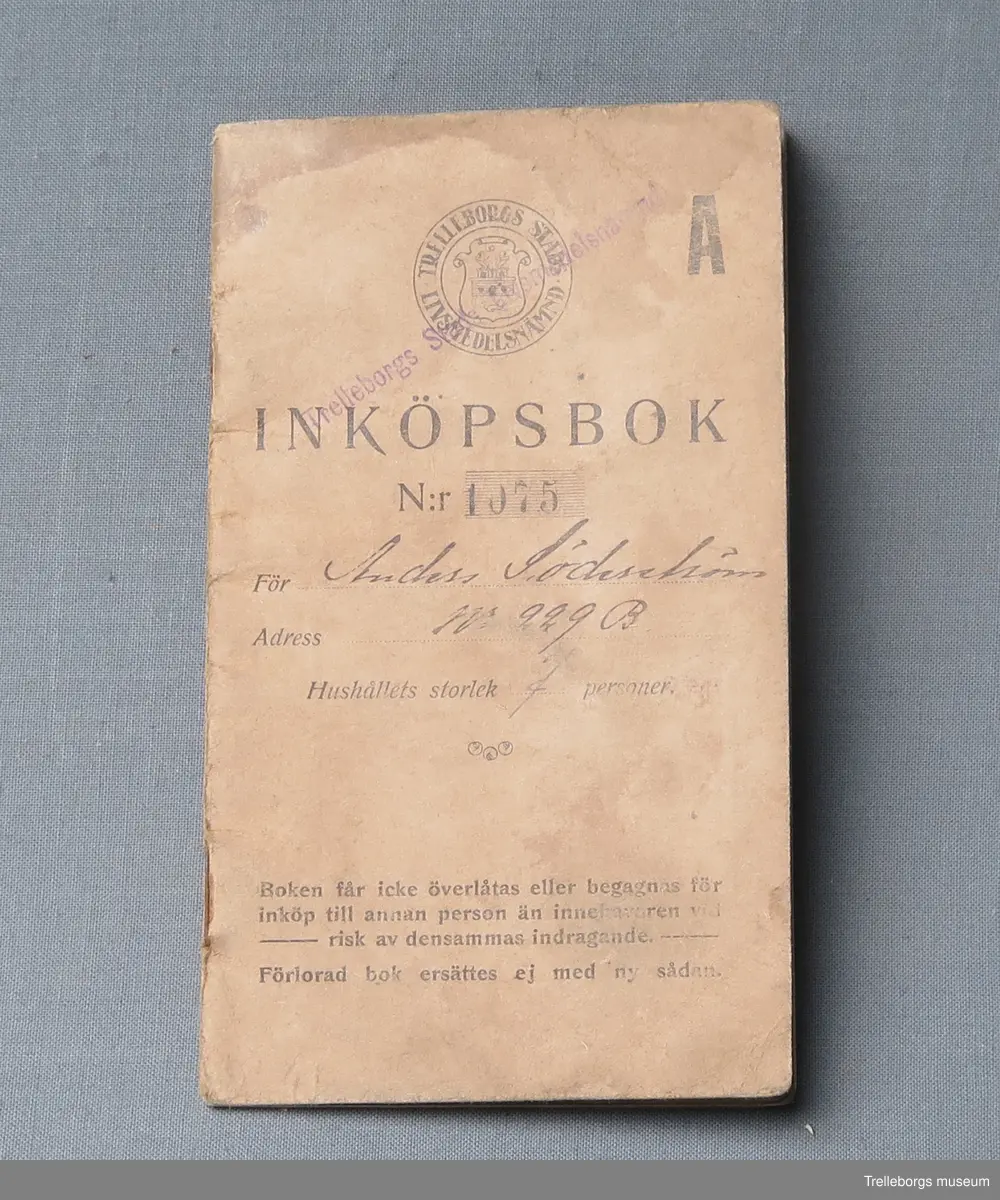 TRELLEBORGS STADS
LIVSMEDELSNÄMND
A
Trelleborgs Stads Livsmedelsnämnd
INKÖPSBOK
N:r 1075
För Anders Söderström
Adress Nr 229 B
Hushållets storlek 7 personer.
Boken får icke överlåtas eller begagnas för
inköp till annan person än innehavaren vid
risk av densammas indragande.
Förlorad bok ersättes ej med ny sådan.
Trelleborgs museum